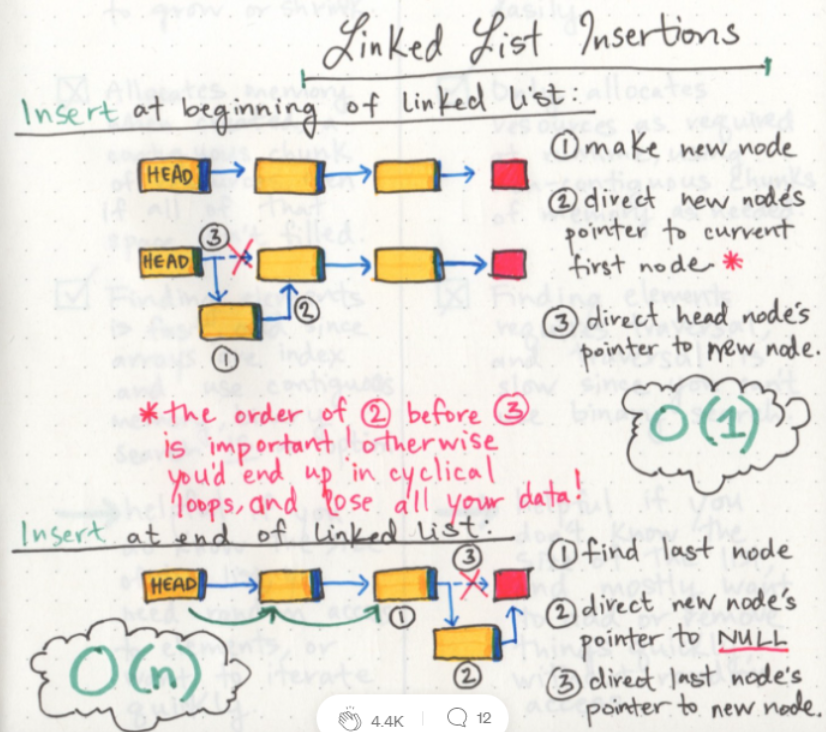 Linked List Insertions
Insert at beginning of linked list:
HEAD
① make new node
② direct new node's
pointer to current
first node *
③ direct head node's
pointer to new node.
③
HEAD
②
①
O(1)
* the order of ② before ③
is important! otherwise
you'd end up in cyclical
loops, and lose all your data!
Insert at end of linked list:
③
HEAD
①
②
① find last node
② direct new node's
pointer to NULL
③ direct last node's
pointer to new node.
O(n)
4.4K
12